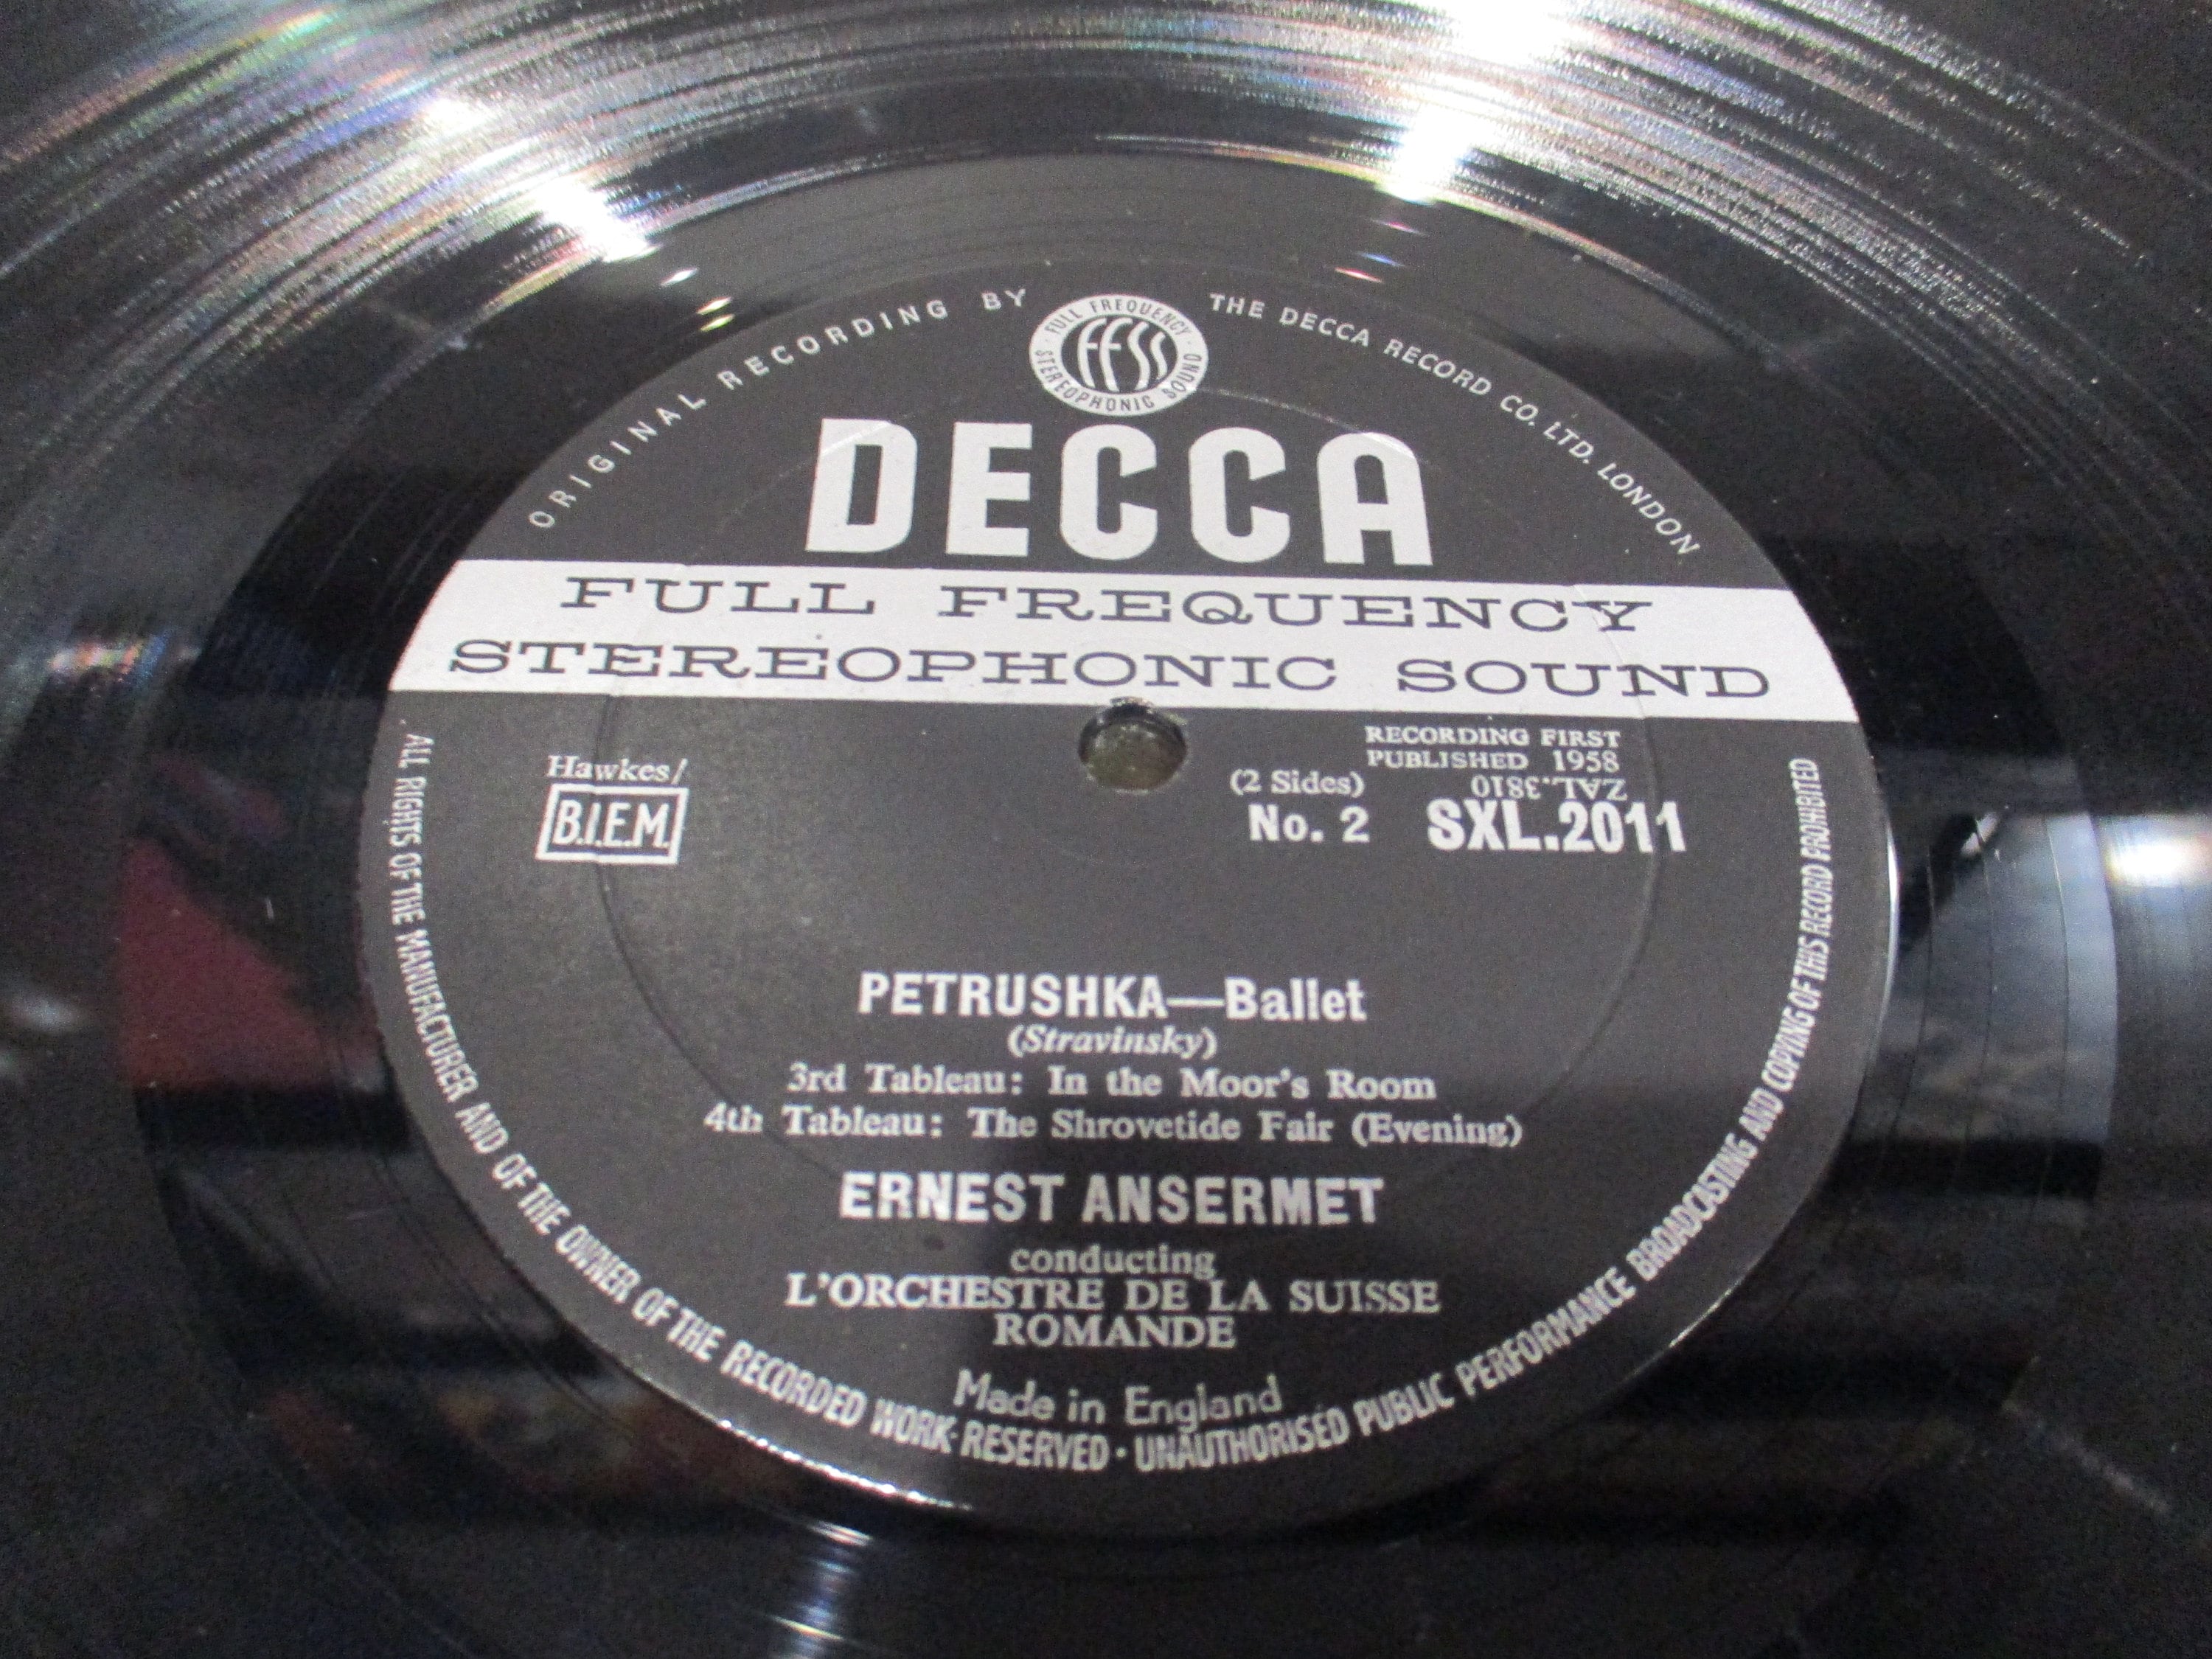 ORIGINAL RECORDING BY THE DECCA RECORD CO. LTD. LONDON
FULL FREQUENCY
STEREOPHONIC SOUND
FFSS
DECCA
FULL FREQUENCY
STEREOPHONIC SOUND
RECORDING FIRST
PUBLISHED 1958
Hawkes/
B.I.E.M.
(2 Sides) ZAL.3810
No. 2 SXL.2011
PETRUSHKA—Ballet
(Stravinsky)
3rd Tableau: In the Moor's Room
4th Tableau: The Shrovetide Fair (Evening)
ERNEST ANSERMET
conducting
L'ORCHESTRE DE LA SUISSE
ROMANDE
Made in England
ALL RIGHTS OF THE MANUFACTURER AND OF THE OWNER OF THE RECORDED WORK RESERVED · UNAUTHORISED PUBLIC PERFORMANCE BROADCASTING AND COPYING OF THIS RECORD PROHIBITED